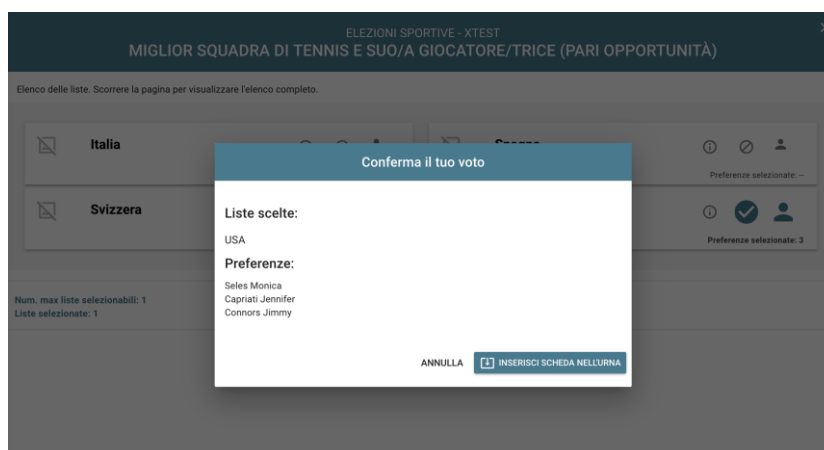 ELEZIONI SPORTIVE - XTEST
MIGLIOR SQUADRA DI TENNIS E SUO/A GIOCATORE/TRICE (PARI OPPORTUNITÀ)
Elenco delle liste. Scorrere la pagina per visualizzare l'elenco completo.
Italia
Preferenze selezionate: --
Svizzera
Preferenze selezionate: 3
Num. max liste selezionabili: 1
Liste selezionate: 1
Conferma il tuo voto
Liste scelte:
USA
Preferenze:
Seles Monica
Capriati Jennifer
Connors Jimmy
ANNULLA
INSERISCI SCHEDA NELL'URNA